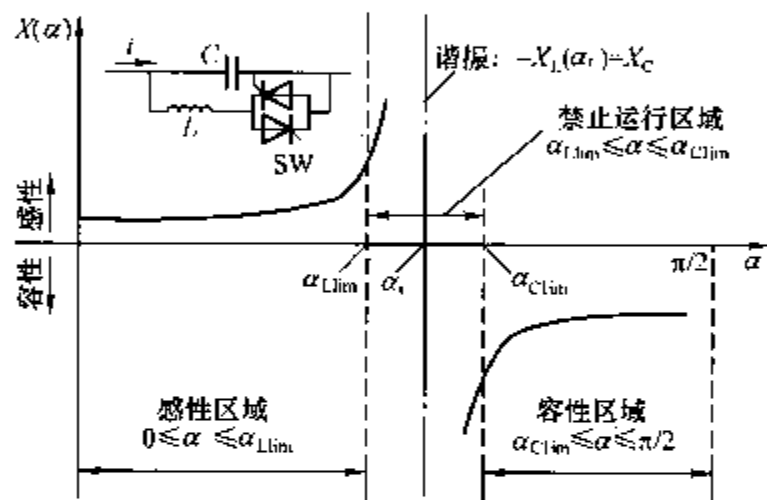 X(α)
i
C
L
SW
谐振：-X_L(α_r)=X_C
禁止运行区域
α_Llim≤α≤α_Clim
感性
容性
α_Llim
α_r
α_Clim
π/2
α
感性区域
0≤α≤α_Llim
容性区域
α_Clim≤α≤π/2